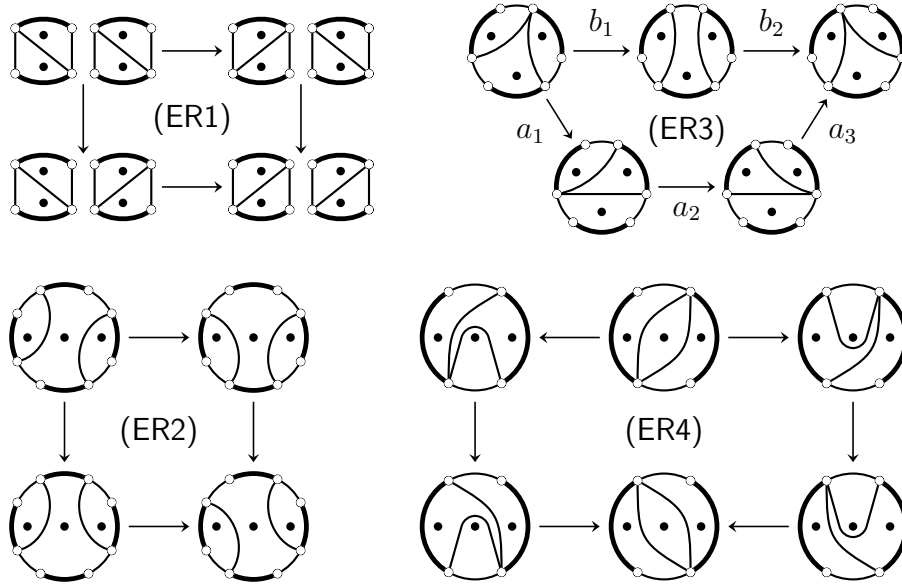 b₁
b₂
(ER1)
a₁
(ER3)
a₃
a₂
(ER2)
(ER4)